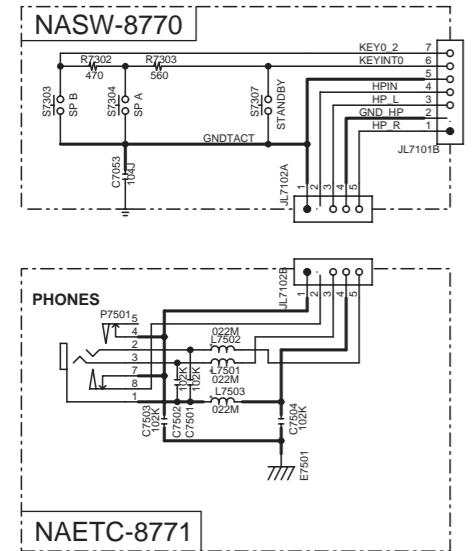 NASW-8770
KEY0_2 7
R7302 R7303 KEYINT0 6
470 560 5
HPIN 4
S7303 SP B
S7304 SP A
S7307 STANDBY
HP_L 3
GND_HP 2
GNDTACT HP_R 1
JL7101B
C7053 104J
JL7102A
1 2 3 4 5
JL7102B
1 2 3 4 5
PHONES
P7501
5
4
2
3
7
8
1
022M
L7502
L7501
022M
L7503
022M
102K
102K
C7503 102K
C7502
C7501
C7504 102K
E7501
NAETC-8771